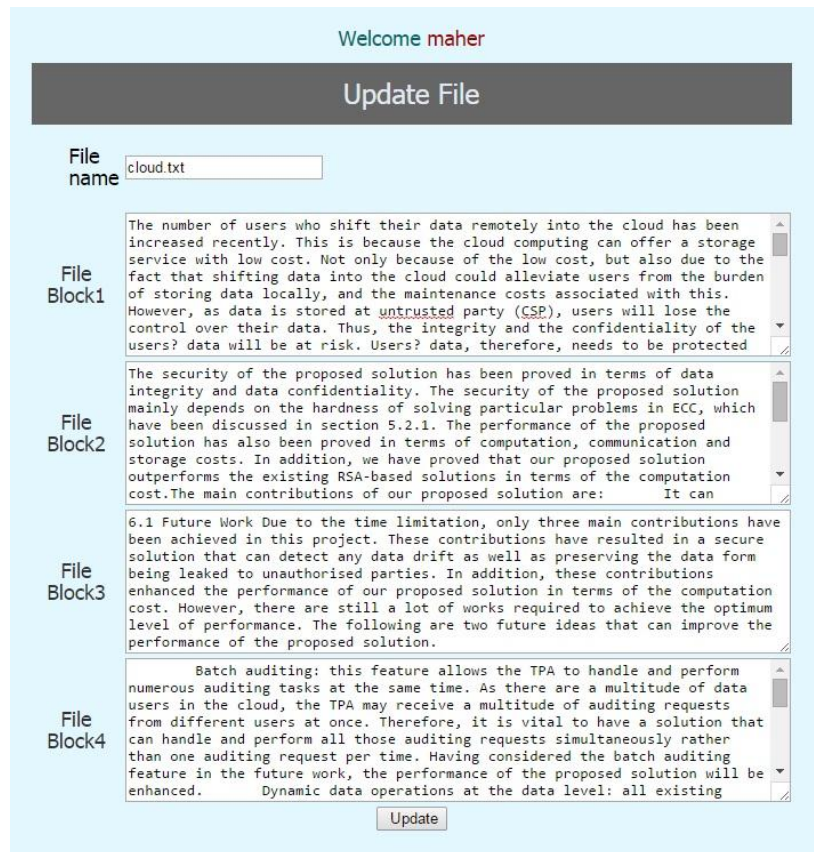 Welcome maher
Update File
File
name
cloud.txt
File
Block1
The number of users who shift their data remotely into the cloud has been
increased recently. This is because the cloud computing can offer a storage
service with low cost. Not only because of the low cost, but also due to the
fact that shifting data into the cloud could alleviate users from the burden
of storing data locally, and the maintenance costs associated with this.
However, as data is stored at untrusted party (CSP), users will lose the
control over their data. Thus, the integrity and the confidentiality of the
users? data will be at risk. Users? data, therefore, needs to be protected
File
Block2
The security of the proposed solution has been proved in terms of data
integrity and data confidentiality. The security of the proposed solution
mainly depends on the hardness of solving particular problems in ECC, which
have been discussed in section 5.2.1. The performance of the proposed
solution has also been proved in terms of computation, communication and
storage costs. In addition, we have proved that our proposed solution
outperforms the existing RSA-based solutions in terms of the computation
cost.The main contributions of our proposed solution are: It can
File
Block3
6.1 Future Work Due to the time limitation, only three main contributions have
been achieved in this project. These contributions have resulted in a secure
solution that can detect any data drift as well as preserving the data form
being leaked to unauthorised parties. In addition, these contributions
enhanced the performance of our proposed solution in terms of the computation
cost. However, there are still a lot of works required to achieve the optimum
level of performance. The following are two future ideas that can improve the
performance of the proposed solution.
File
Block4
Batch auditing: this feature allows the TPA to handle and perform
numerous auditing tasks at the same time. As there are a multitude of data
users in the cloud, the TPA may receive a multitude of auditing requests
from different users at once. Therefore, it is vital to have a solution that
can handle and perform all those auditing requests simultaneously rather
than one auditing request per time. Having considered the batch auditing
feature in the future work, the performance of the proposed solution will be
enhanced. Dynamic data operations at the data level: all existing
Update